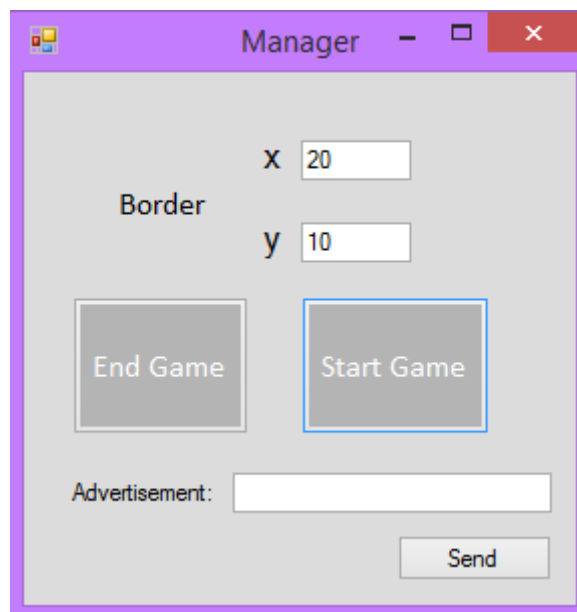 Manager
x 20
Border
y 10
End Game Start Game
Advertisement:
Send